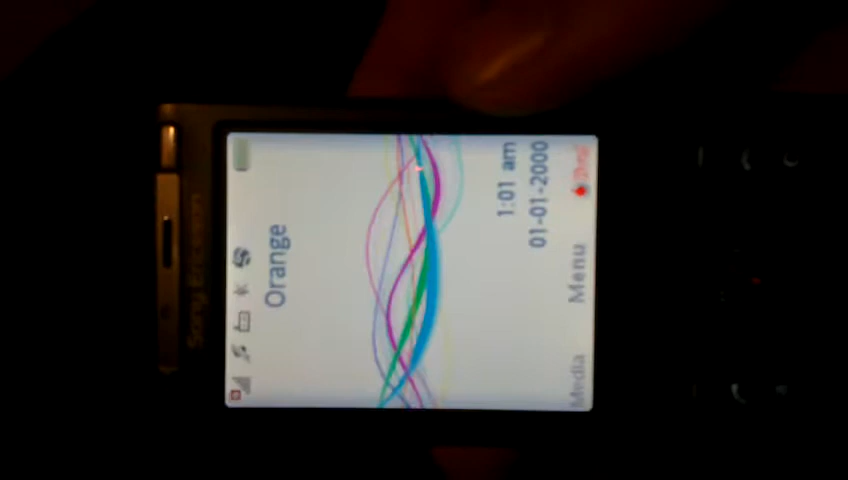 Sony Ericsson
Orange
1:01 am
01-01-2000
Media
Menu